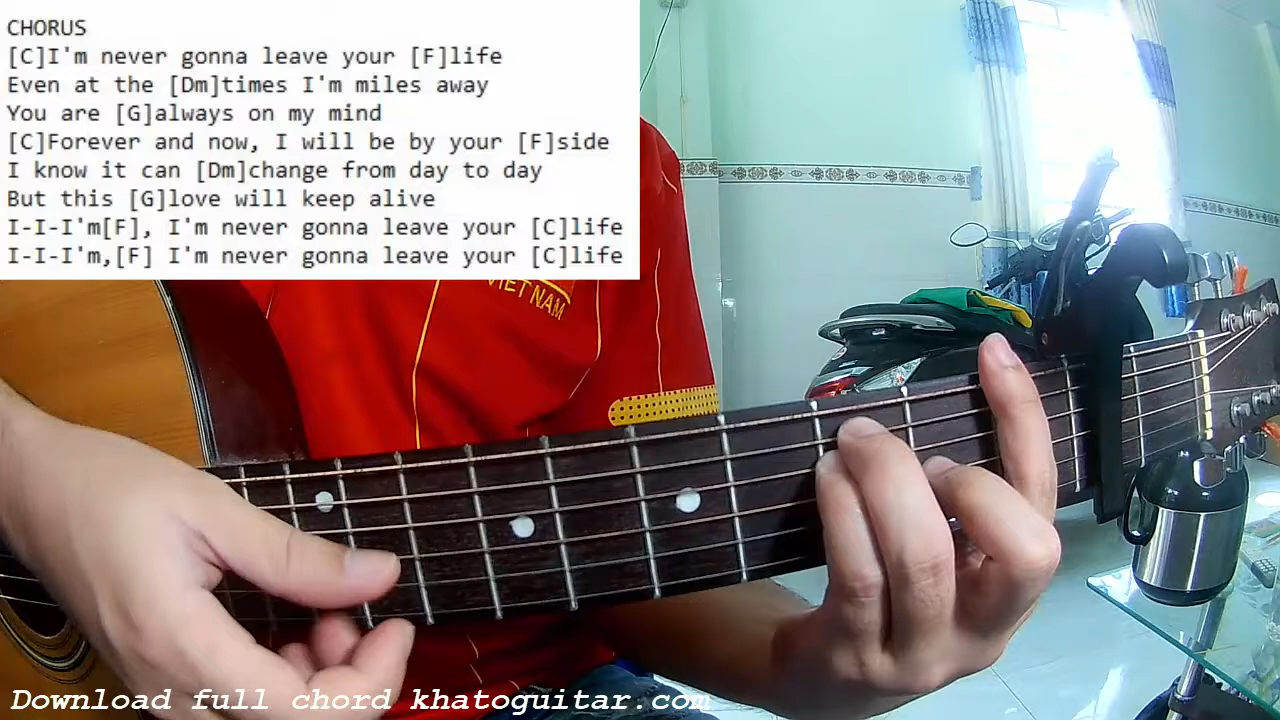 CHORUS
[C]I'm never gonna leave your [F]life
Even at the [Dm]times I'm miles away
You are [G]always on my mind
[C]Forever and now, I will be by your [F]side
I know it can [Dm]change from day to day
But this [G]love will keep alive
I-I-I'm[F], I'm never gonna leave your [C]life
I-I-I'm,[F] I'm never gonna leave your [C]life
VIET NAM
Download full chord khatoguitar.com